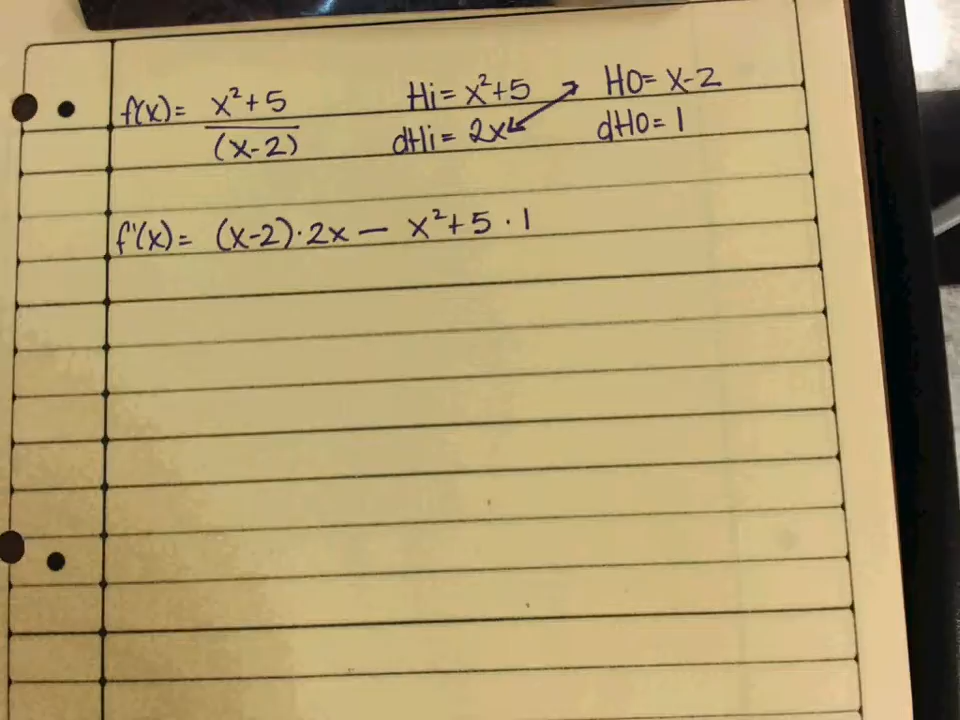 f(x) = x²+5 / (x-2) Hi = x²+5 HO = x-2
dHi = 2x dHO = 1
f'(x) = (x-2)·2x — x²+5 · 1